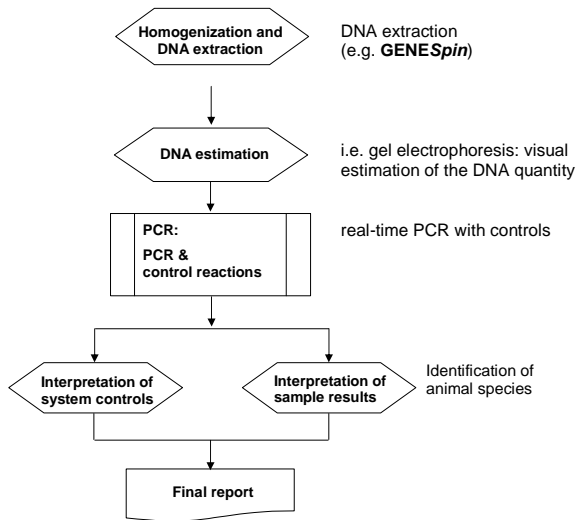 Homogenization and
DNA extraction
DNA extraction
(e.g. GENESpin)
DNA estimation
i.e. gel electrophoresis: visual
estimation of the DNA quantity
PCR:
PCR &
control reactions
real-time PCR with controls
Interpretation of
system controls
Interpretation of
sample results
Identification of
animal species
Final report